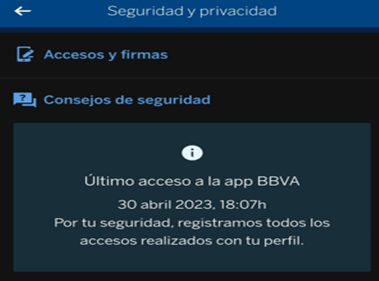 Seguridad y privacidad
Accesos y firmas
Consejos de seguridad
Último acceso a la app BBVA
30 abril 2023, 18:07h
Por tu seguridad, registramos todos los
accesos realizados con tu perfil.